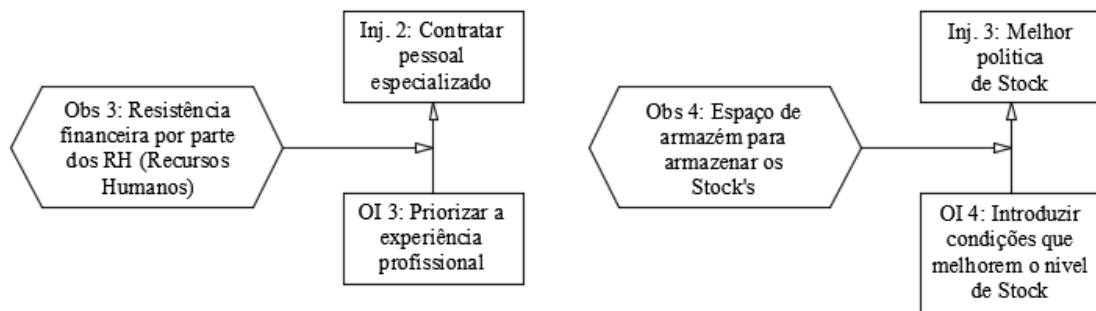 Inj. 2: Contratar
pessoal
especializado
Obs 3: Resistência
financeira por parte
dos RH (Recursos
Humanos)
OI 3: Priorizar a
experiência
profissional
Inj. 3: Melhor
política
de Stock
Obs 4: Espaço de
armazém para
armazenar os
Stock's
OI 4: Introduzir
condições que
melhorem o nível
de Stock